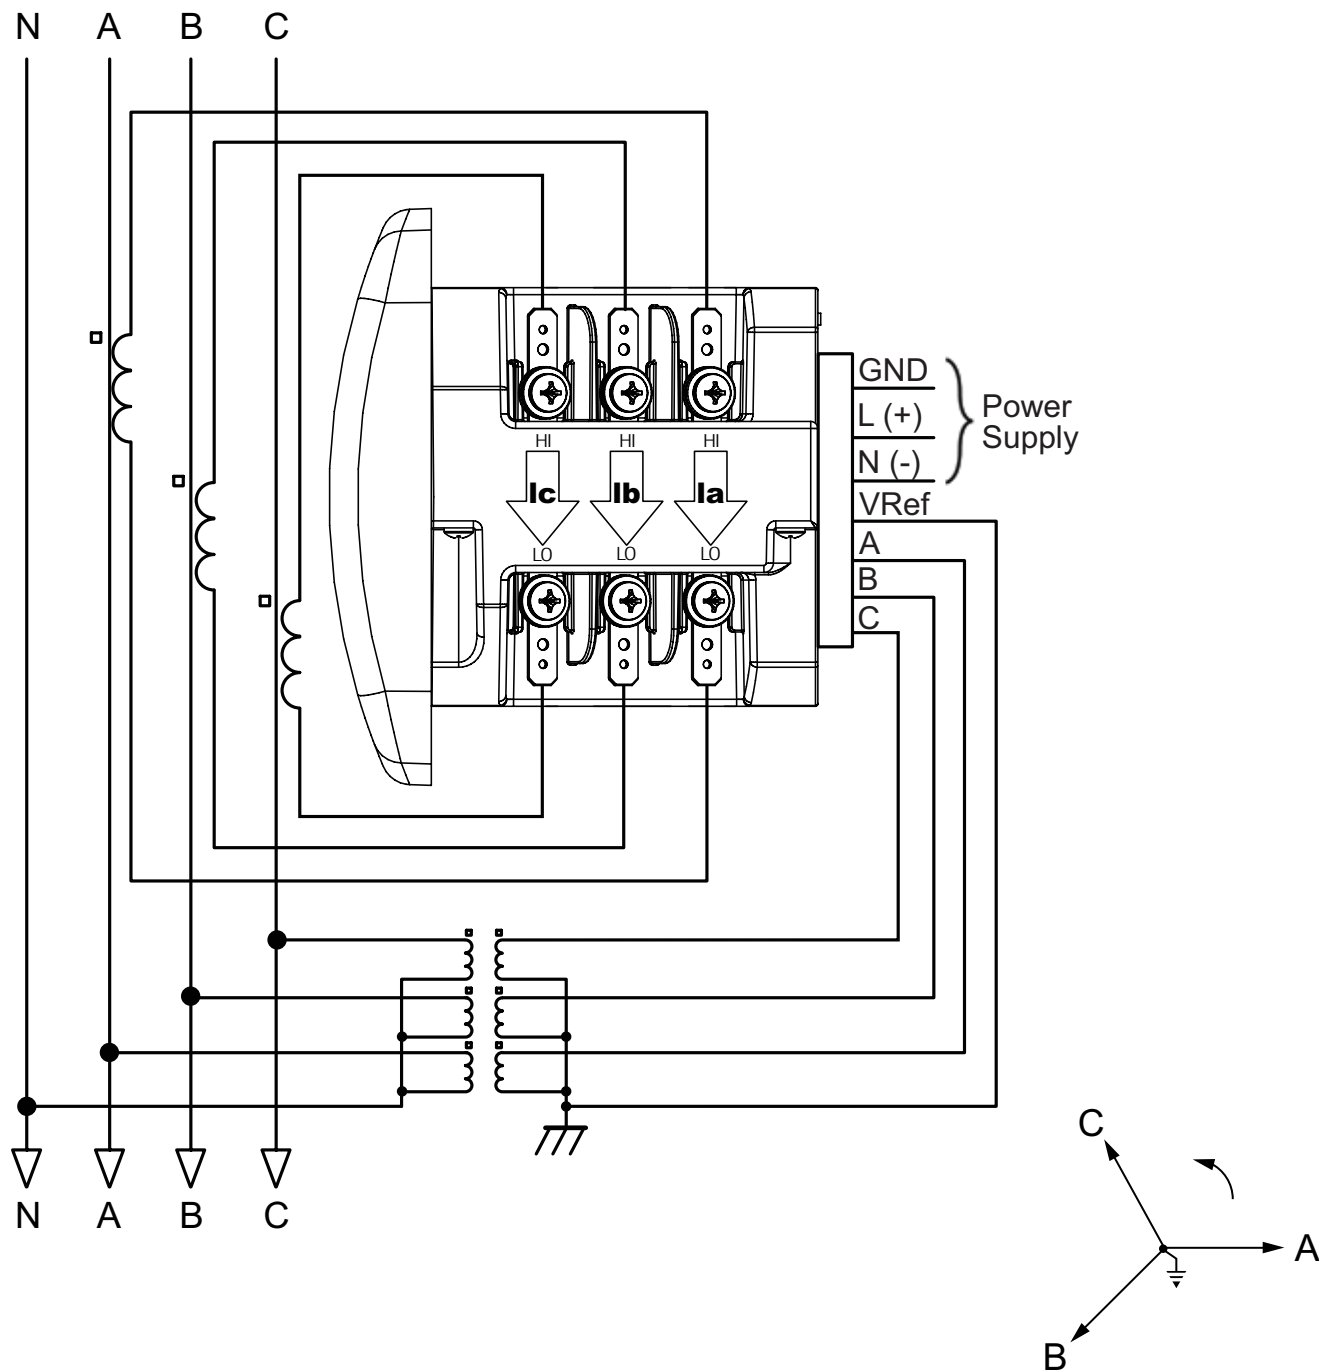 N A B C
GND
L (+)
N (-)
Power
Supply
HI HI HI
Ic Ib Ia
VRef
LO LO LO
A
B
C
N A B C
C
A
B